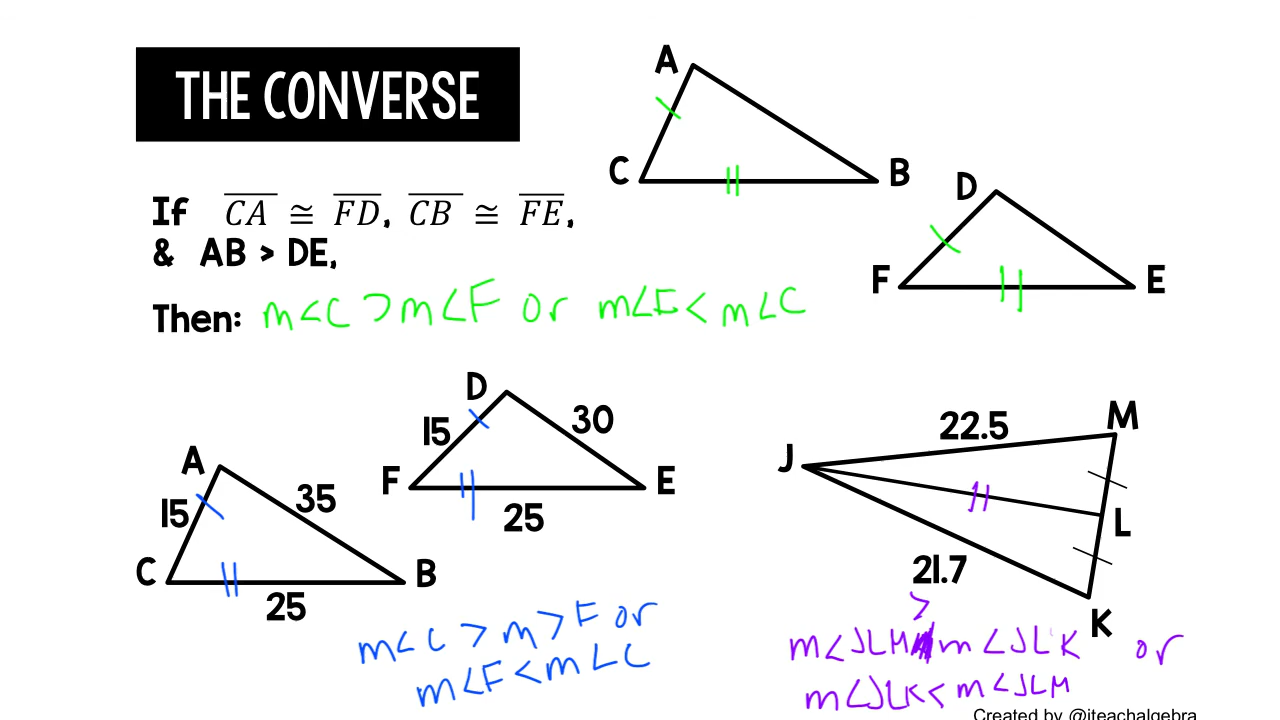 THE CONVERSE
A
C
B
D
F
E
If CA ≅ FD, CB ≅ FE,
& AB > DE,
Then: m∠C > m∠F or m∠F < m∠C
D
15
30
F
E
25
A
15
35
C
B
25
M
22.5
J
L
21.7
K
m∠C > m > F or
m∠F < m∠C
>
m∠JLM m∠JLK or
m∠JLK < m∠JLM
Created by @iteachalgebra